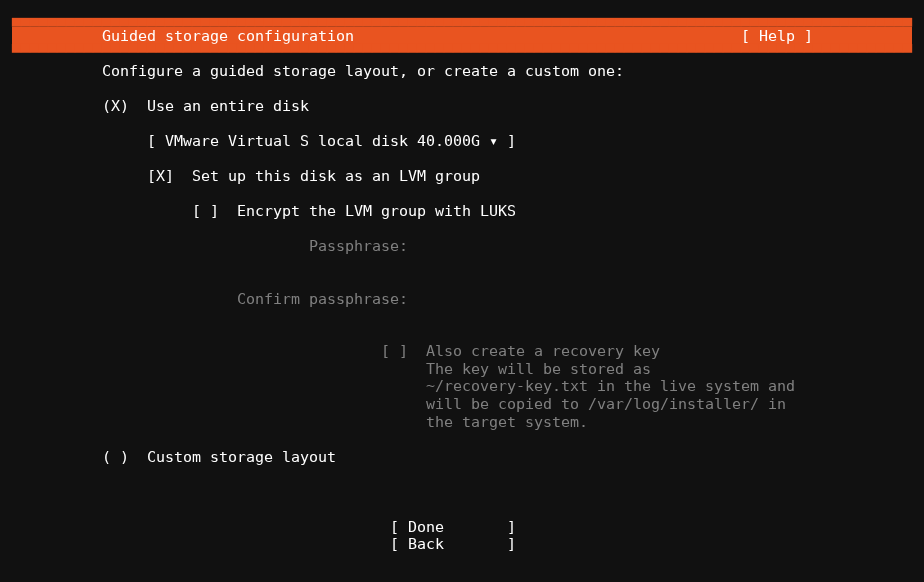 Guided storage configuration [ Help ]
Configure a guided storage layout, or create a custom one:
(X) Use an entire disk
[ VMware Virtual S local disk 40.000G ▾ ]
[X] Set up this disk as an LVM group
[ ] Encrypt the LVM group with LUKS
Passphrase:
Confirm passphrase:
[ ] Also create a recovery key
The key will be stored as
~/recovery-key.txt in the live system and
will be copied to /var/log/installer/ in
the target system.
( ) Custom storage layout
[ Done ]
[ Back ]